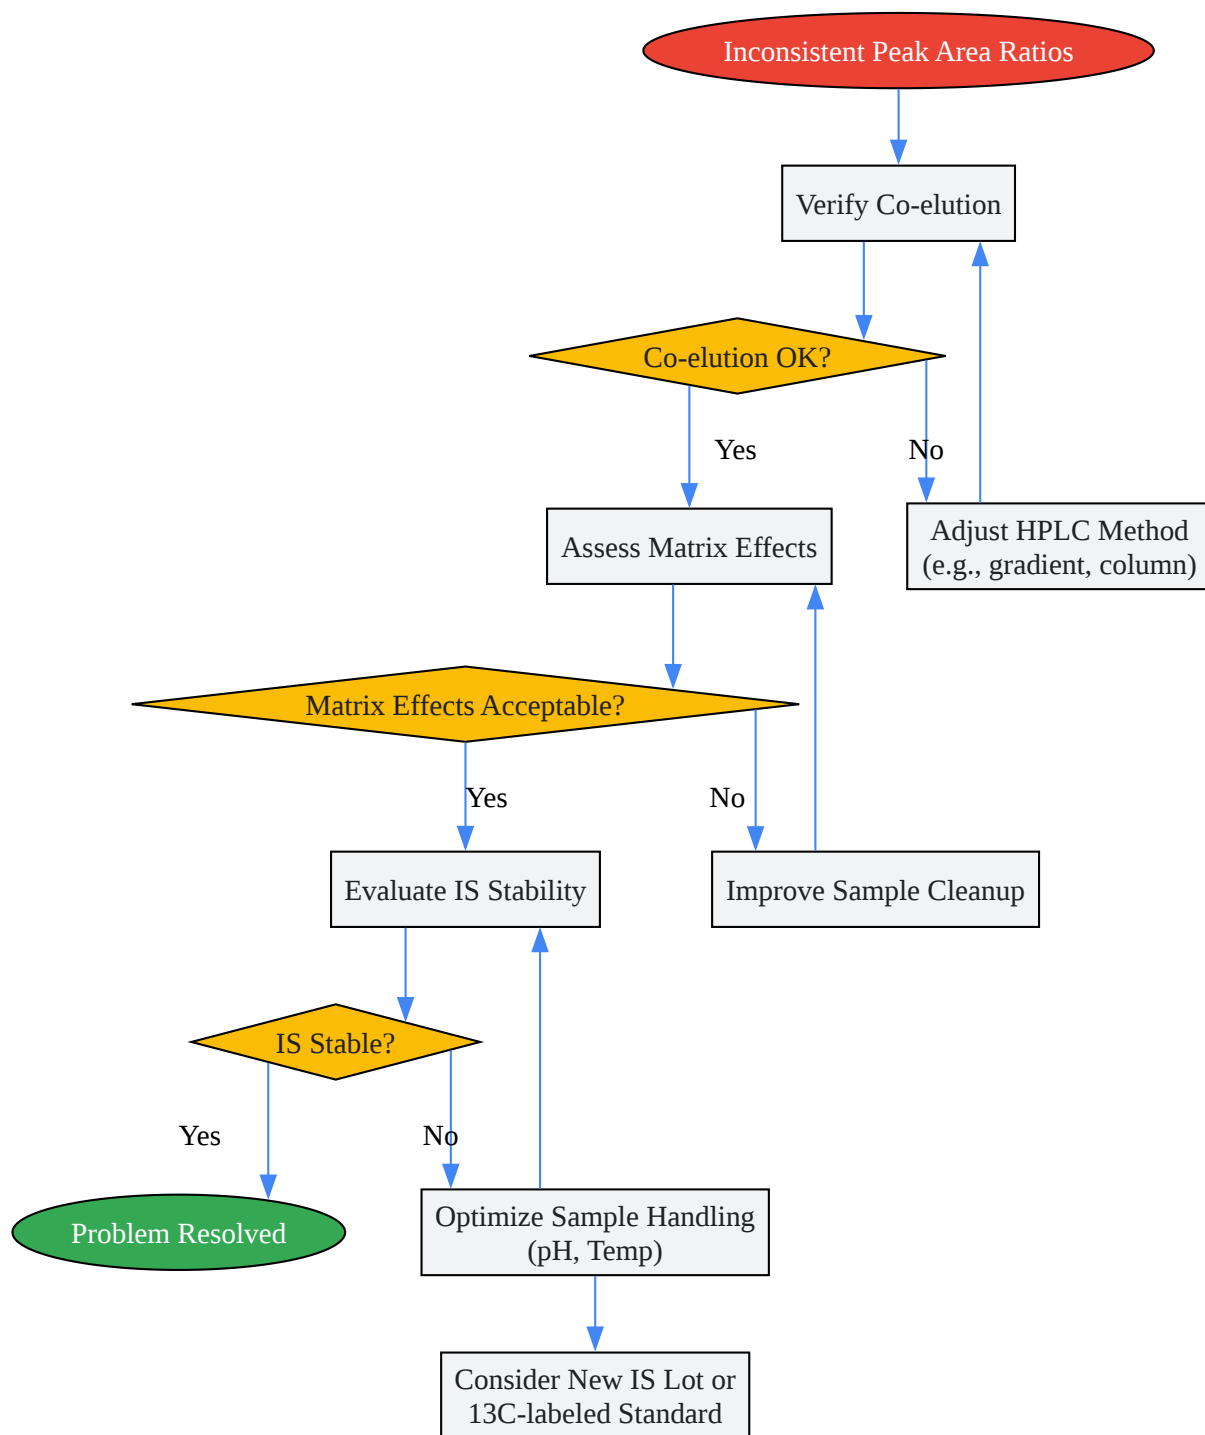 Inconsistent Peak Area Ratios
Verify Co-elution
Co-elution OK?
Yes
No
Adjust HPLC Method
(e.g., gradient, column)
Assess Matrix Effects
Matrix Effects Acceptable?
Yes
No
Evaluate IS Stability
Improve Sample Cleanup
IS Stable?
Yes
No
Problem Resolved
Optimize Sample Handling
(pH, Temp)
Consider New IS Lot or
13C-labeled Standard